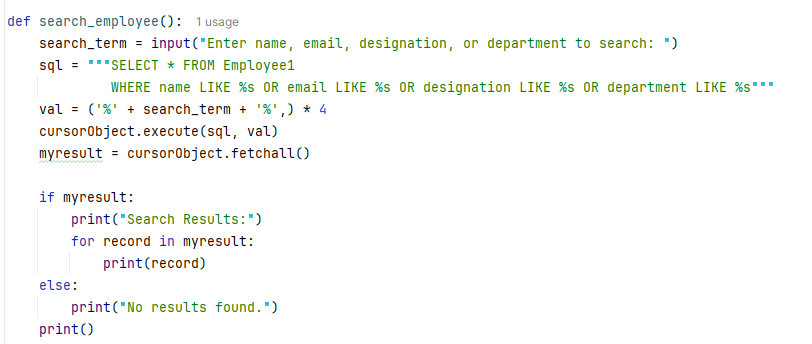 def search_employee():  1 usage
    search_term = input("Enter name, email, designation, or department to search: ")
    sql = """SELECT * FROM Employee1
             WHERE name LIKE %s OR email LIKE %s OR designation LIKE %s OR department LIKE %s"""
    val = ('%' + search_term + '%',) * 4
    cursorObject.execute(sql, val)
    myresult = cursorObject.fetchall()

    if myresult:
        print("Search Results:")
        for record in myresult:
            print(record)
    else:
        print("No results found.")
    print()